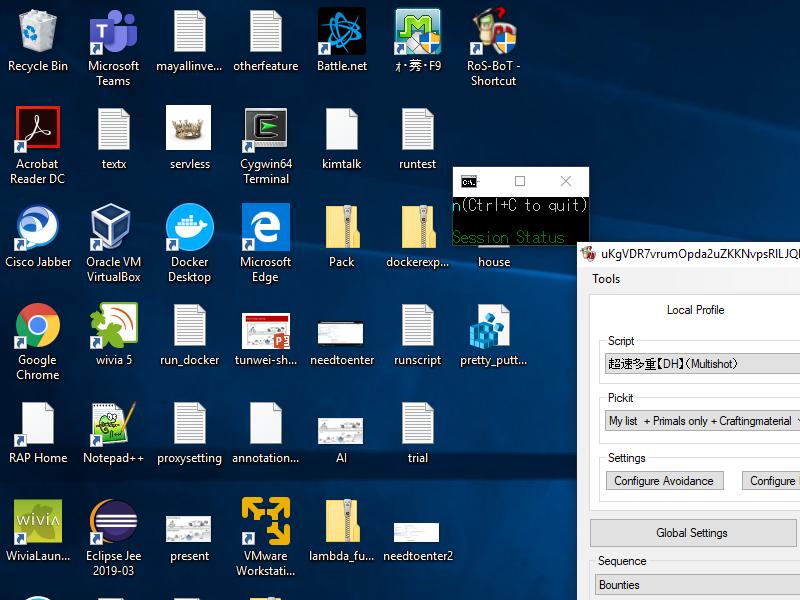 Recycle Bin
Microsoft Teams
mayallinve...
otherfeature
Battle.net
F9
RoS-BoT - Shortcut
Acrobat Reader DC
textx
servless
Cygwin64 Terminal
kimtalk
runtest
n(Ctrl+C to quit)
Session Status
Cisco Jabber
Oracle VM VirtualBox
Docker Desktop
Microsoft Edge
Pack
dockerexp...
house
uKgVDR7vrumOpda2uZKKNvpsRlLJQ
Tools
Local Profile
Script
超速多重【DH】(Multishot)
Pickit
My list + Primals only + Craftingmaterial
Settings
Configure Avoidance
Configure
Global Settings
Sequence
Bounties
Google Chrome
wivia 5
run_docker
tunwei-sh...
needtoenter
runscript
pretty_putt...
RAP Home
Notepad++
proxysetting
annotation...
AI
trial
WiviaLaun...
Eclipse Jee 2019-03
present
VMware Workstati...
lambda_fu...
needtoenter2